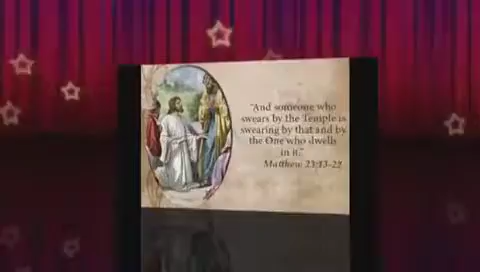 "And someone who
swears by the Temple is
swearing by that and by
the One who dwells
in it."
Matthew 23:13-22